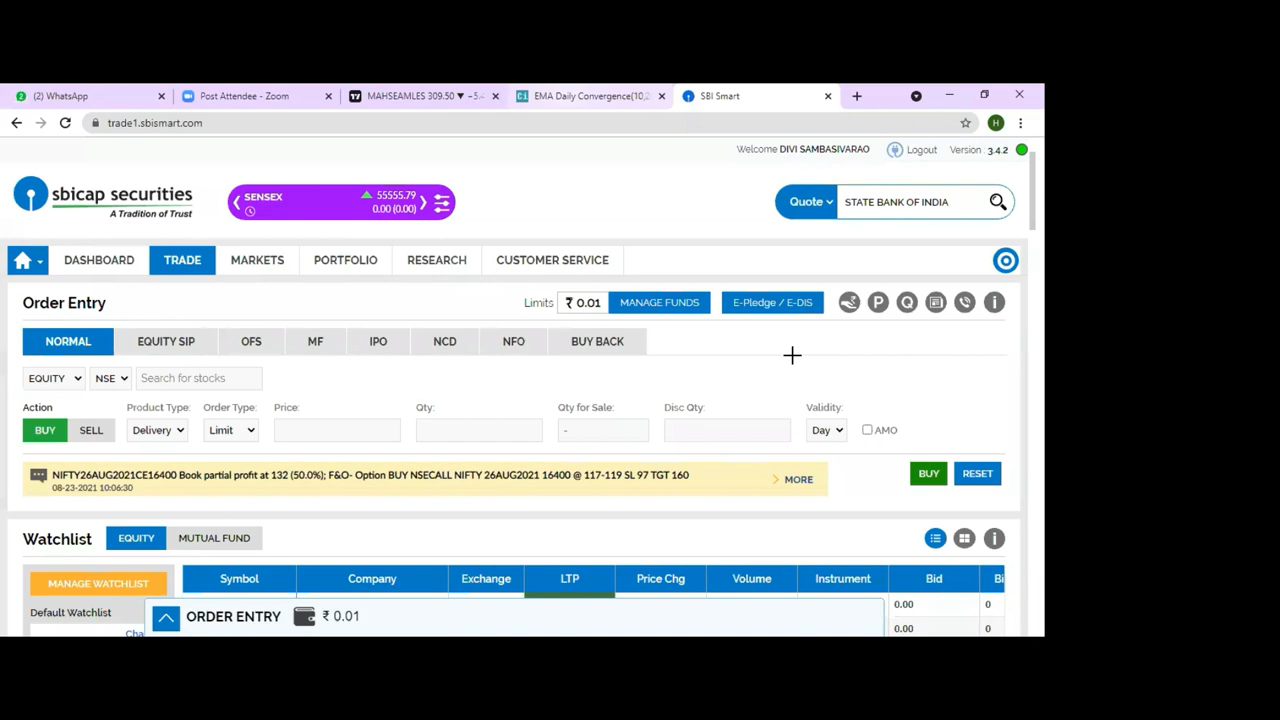 (2) WhatsApp
Post Attendee - Zoom
MAHSEAMLES 309.50 ▼ −5.4
EMA Daily Convergence(10,2
SBI Smart
trade1.sbismart.com
H
Welcome DIVI SAMBASIVARAO
Logout
Version : 3.4.2
sbicap securities
A Tradition of Trust
SENSEX
55555.79
0.00 (0.00)
Quote
STATE BANK OF INDIA
DASHBOARD
TRADE
MARKETS
PORTFOLIO
RESEARCH
CUSTOMER SERVICE
Order Entry
Limits
₹ 0.01
MANAGE FUNDS
E-Pledge / E-DIS
P
Q
i
NORMAL
EQUITY SIP
OFS
MF
IPO
NCD
NFO
BUY BACK
EQUITY
NSE
Search for stocks
Action
Product Type:
Order Type:
Price:
Qty:
Qty for Sale:
Disc Qty:
Validity:
BUY
SELL
Delivery
Limit
-
Day
AMO
NIFTY26AUG2021CE16400 Book partial profit at 132 (50.0%); F&O- Option BUY NSECALL NIFTY 26AUG2021 16400 @ 117-119 SL 97 TGT 160
08-23-2021 10:06:30
MORE
BUY
RESET
Watchlist
EQUITY
MUTUAL FUND
i
MANAGE WATCHLIST
Symbol
Company
Exchange
LTP
Price Chg
Volume
Instrument
Bid
Bi
Default Watchlist
0.00
0
ORDER ENTRY
₹ 0.01
Cha
0.00
0